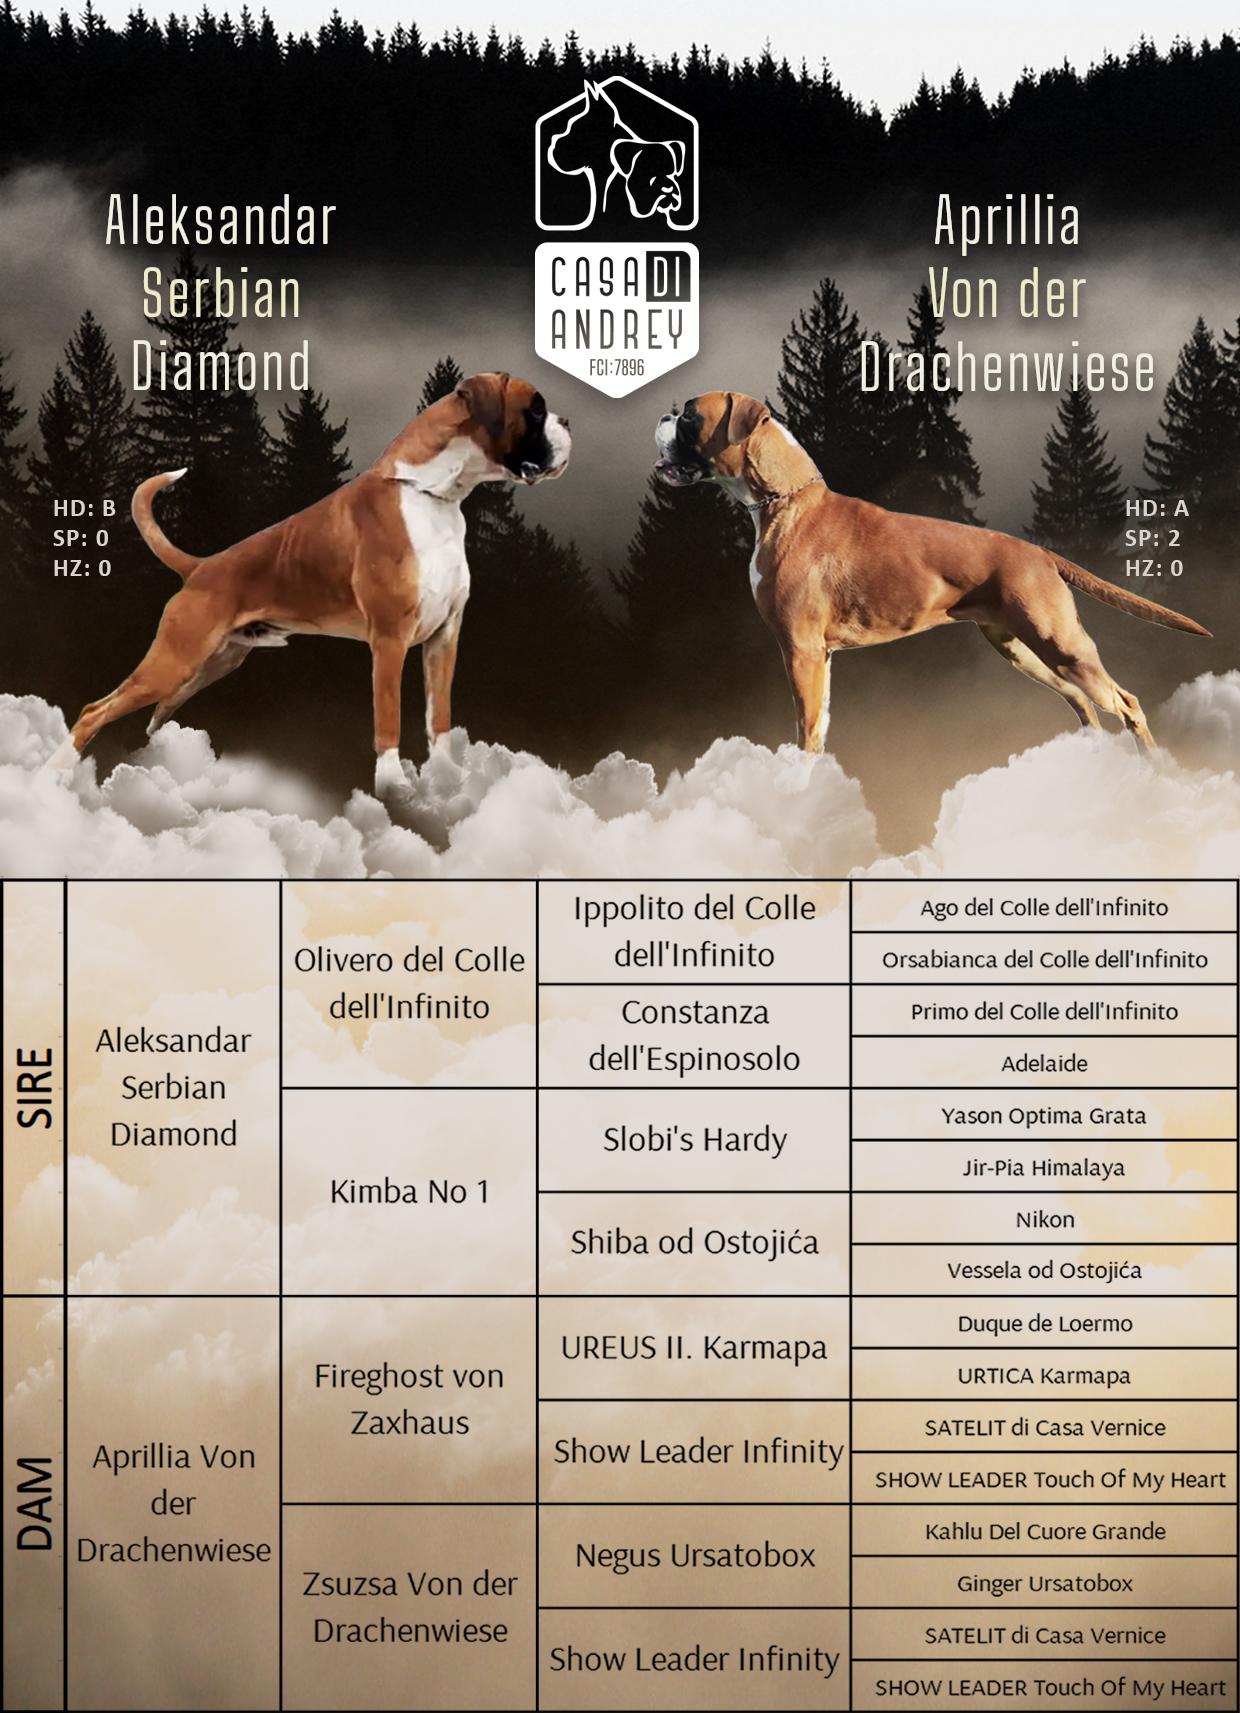 Aleksandar
Serbian
Diamond
CASA DI
ANDREY
FCI:7896
Aprillia
Von der
Drachenwiese
HD: B
SP: 0
HZ: 0
HD: A
SP: 2
HZ: 0
SIRE
Aleksandar
Serbian
Diamond
Olivero del Colle
dell'Infinito
Ippolito del Colle
dell'Infinito
Ago del Colle dell'Infinito
Orsabianca del Colle dell'Infinito
Constanza
dell'Espinosolo
Primo del Colle dell'Infinito
Adelaide
Kimba No 1
Slobi's Hardy
Yason Optima Grata
Jir-Pia Himalaya
Shiba od Ostojića
Nikon
Vessela od Ostojića
DAM
Aprillia Von
der
Drachenwiese
Fireghost von
Zaxhaus
UREUS II. Karmapa
Duque de Loermo
URTICA Karmapa
Show Leader Infinity
SATELIT di Casa Vernice
SHOW LEADER Touch Of My Heart
Zsuzsa Von der
Drachenwiese
Negus Ursatobox
Kahlu Del Cuore Grande
Ginger Ursatobox
Show Leader Infinity
SATELIT di Casa Vernice
SHOW LEADER Touch Of My Heart